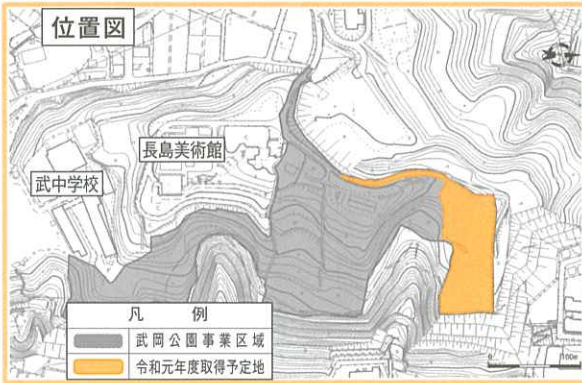 位置図
長島美術館
武中学校
凡 例
武岡公園事業区域
令和元年度取得予定地
0 100m